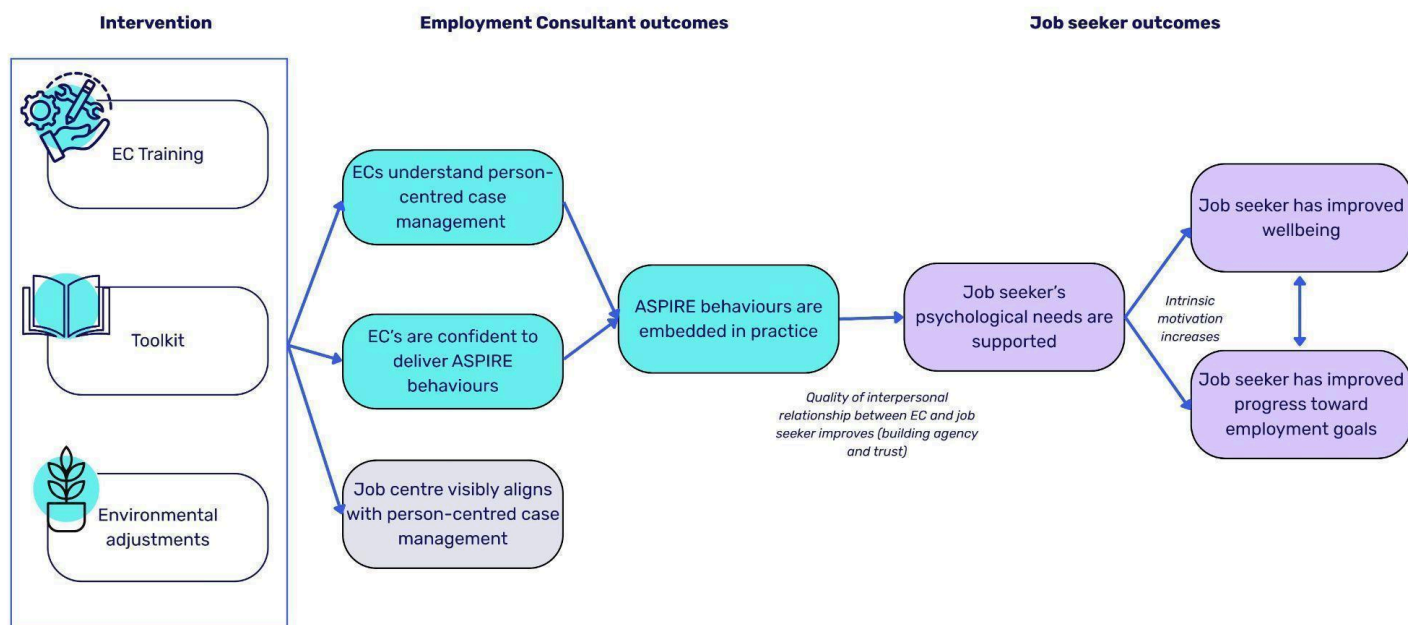 Intervention
Employment Consultant outcomes
Job seeker outcomes
EC Training
Toolkit
Environmental
adjustments
ECs understand person-
centred case
management
EC's are confident to
deliver ASPIRE
behaviours
Job centre visibly aligns
with person-centred case
management
ASPIRE behaviours are
embedded in practice
Quality of interpersonal
relationship between EC and job
seeker improves (building agency
and trust)
Job seeker’s
psychological needs are
supported
Intrinsic
motivation
increases
Job seeker has improved
wellbeing
Job seeker has improved
progress toward
employment goals